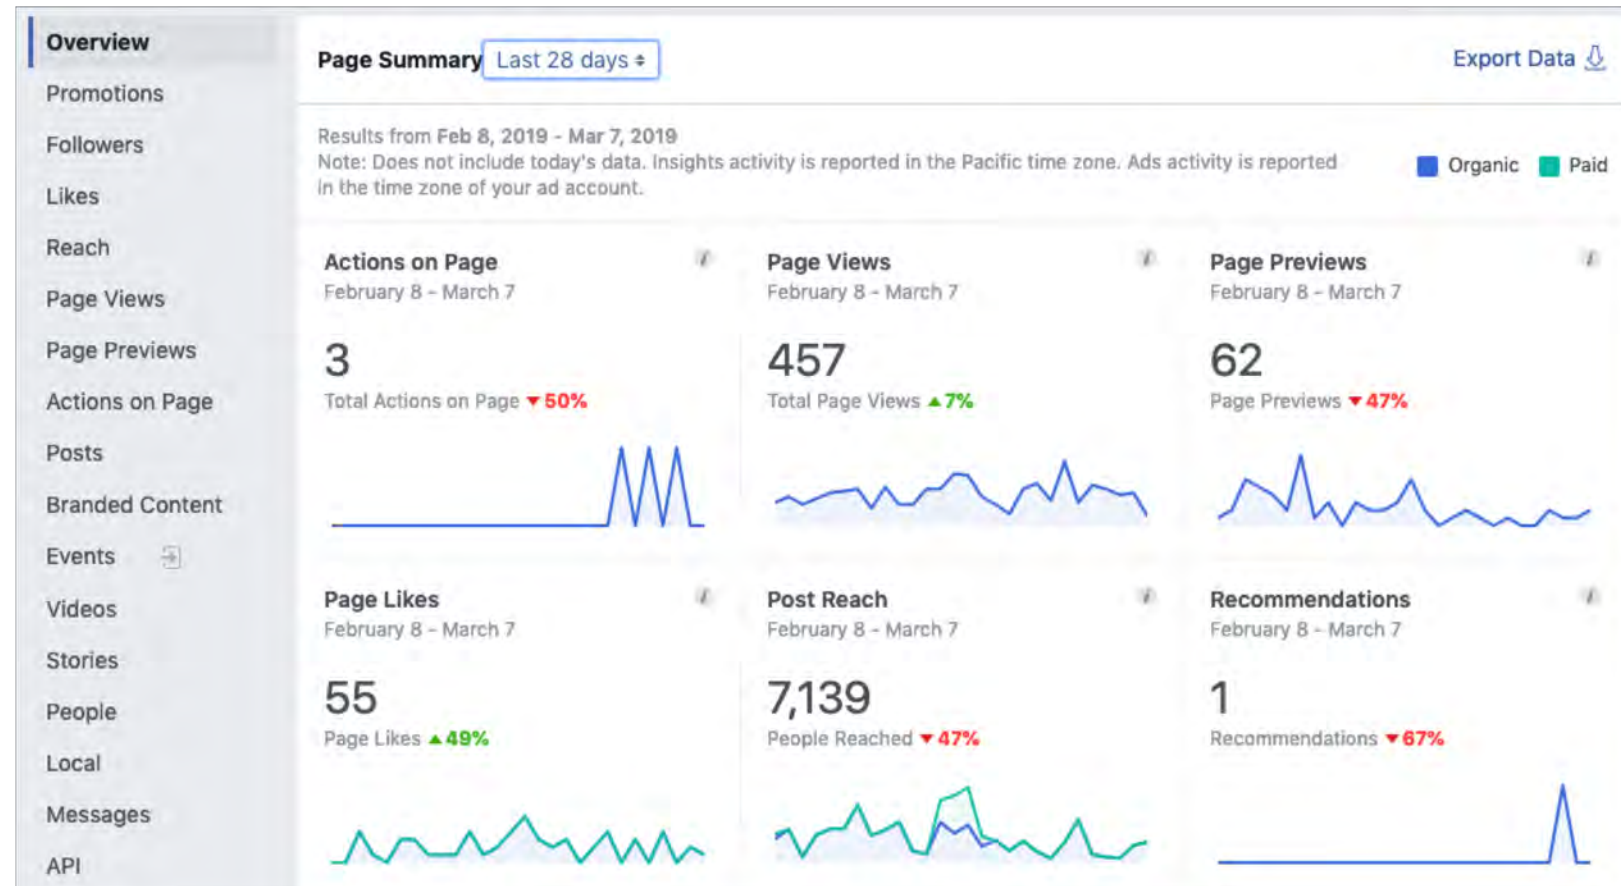 Overview
Promotions
Followers
Likes
Reach
Page Views
Page Previews
Actions on Page
Posts
Branded Content
Events
Videos
Stories
People
Local
Messages
API
Page Summary Last 28 days
Export Data
Results from Feb 8, 2019 - Mar 7, 2019
Note: Does not include today's data. Insights activity is reported in the Pacific time zone. Ads activity is reported
in the time zone of your ad account.
Organic Paid
Actions on Page
February 8 - March 7
3
Total Actions on Page ▼50%
Page Views
February 8 - March 7
457
Total Page Views ▲7%
Page Previews
February 8 - March 7
62
Page Previews ▼47%
Page Likes
February 8 - March 7
55
Page Likes ▲49%
Post Reach
February 8 - March 7
7,139
People Reached ▼47%
Recommendations
February 8 - March 7
1
Recommendations ▼67%